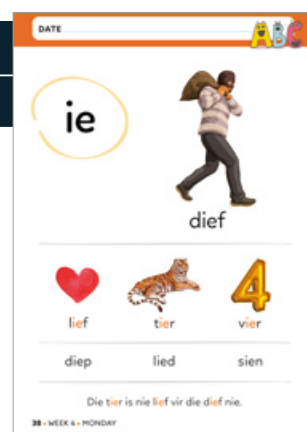 DATE
ABC
ie
dief
4
lief tier vier
diep lied sien
Die tier is nie lief vir die dief nie.
38 • WEEK 4 • MONDAY